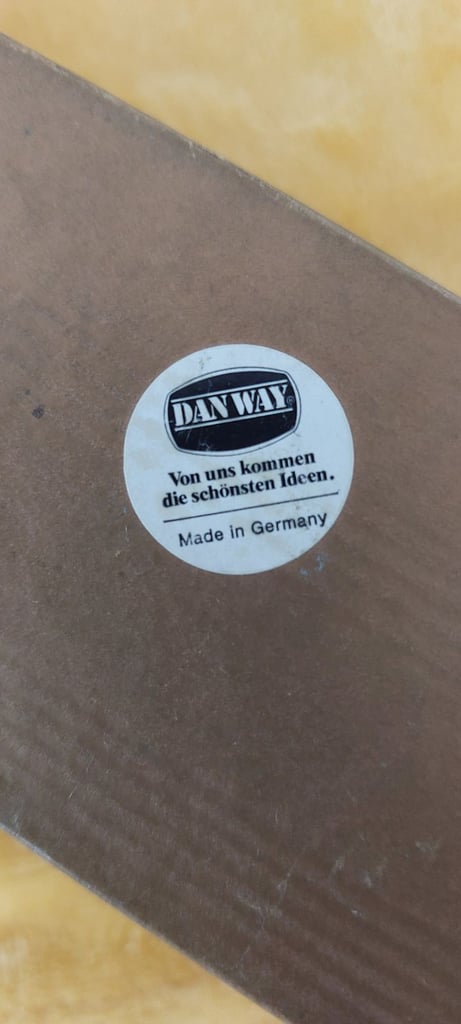 DAN WAY®
Von uns kommen
die schönsten Ideen.
Made in Germany